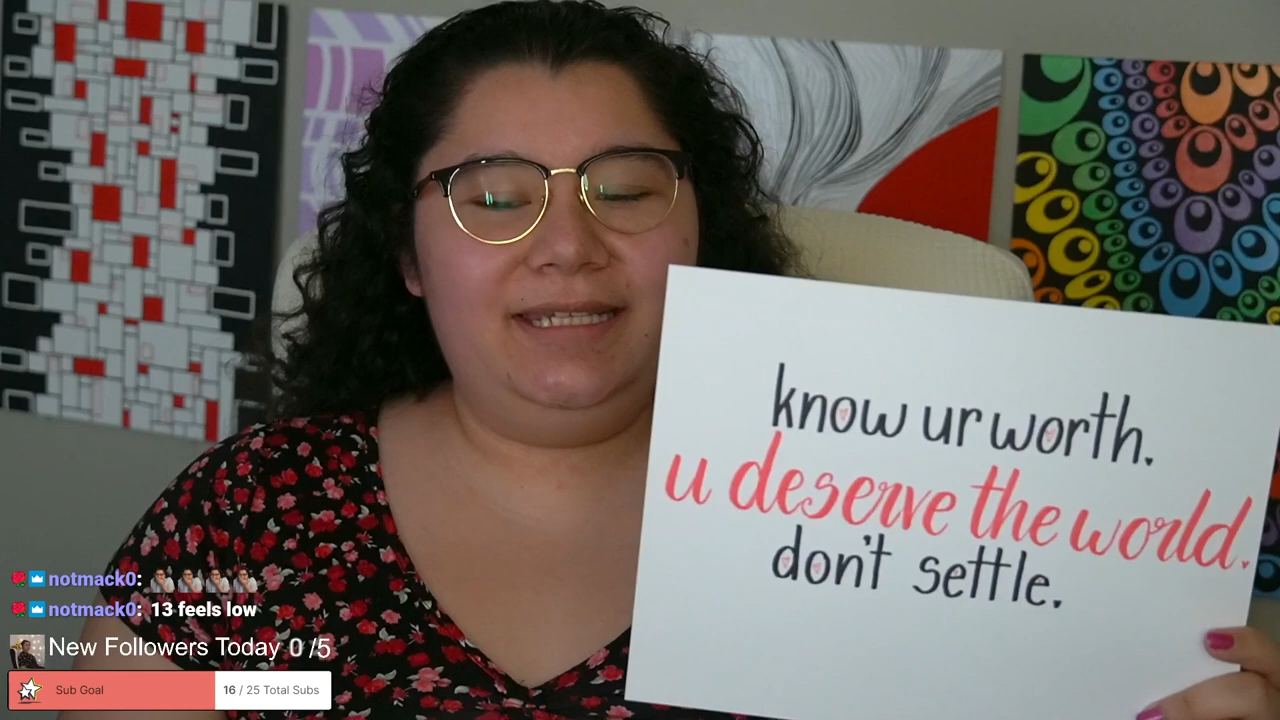 know ur worth.
u deserve the world.
don't settle.
notmack0:
notmack0: 13 feels low
New Followers Today 0 /5
Sub Goal 16 / 25 Total Subs